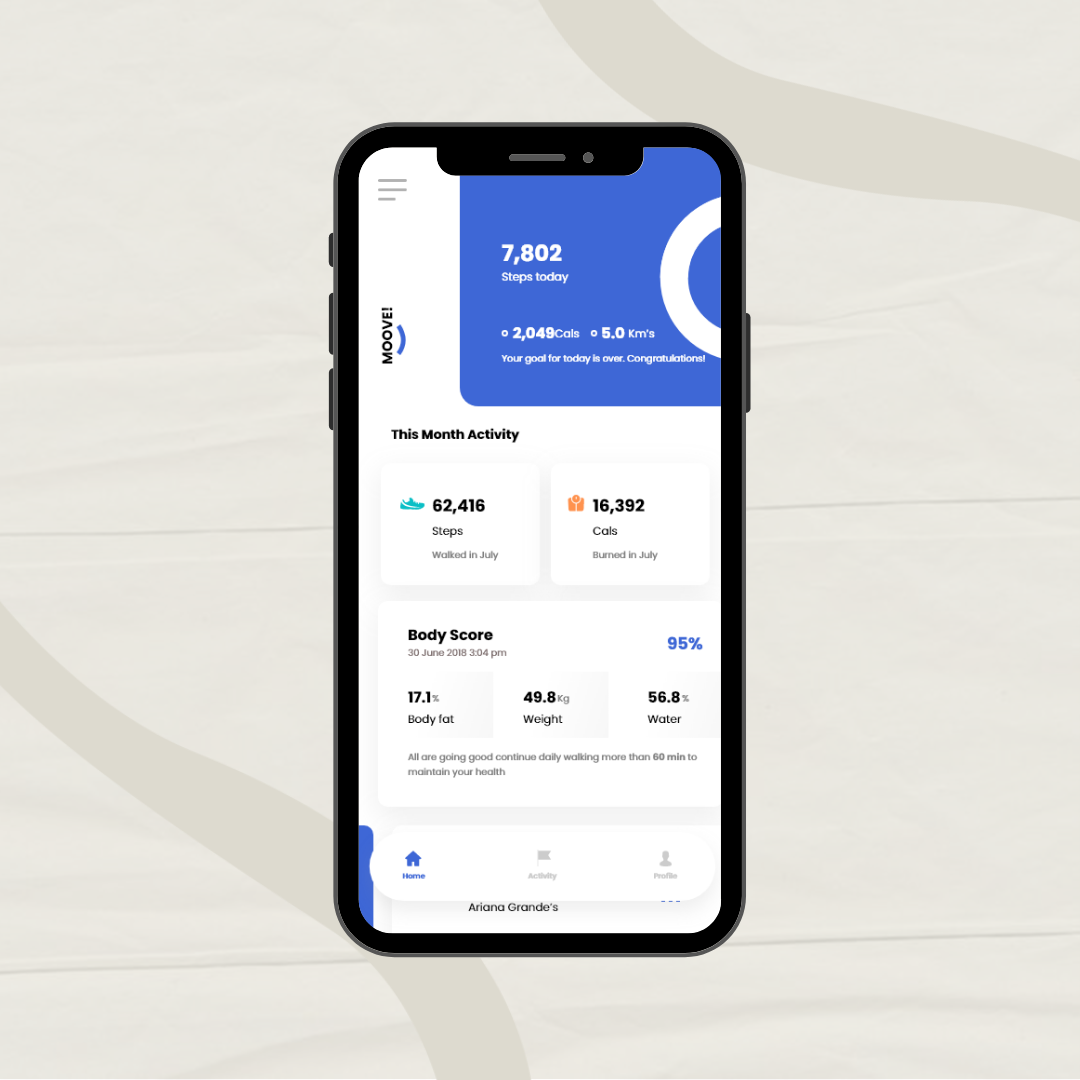 7,802
Steps today
MOOVE!
2,049Cals 5.0 Km's
Your goal for today is over. Congratulations!
This Month Activity
62,416
Steps
Walked in July
16,392
Cals
Burned in July
Body Score
30 June 2018 3:04 pm
95%
17.1%
Body fat
49.8Kg
Weight
56.8%
Water
All are going good continue daily walking more than 60 min to
maintain your health
Home
Activity
Profile
Ariana Grande's